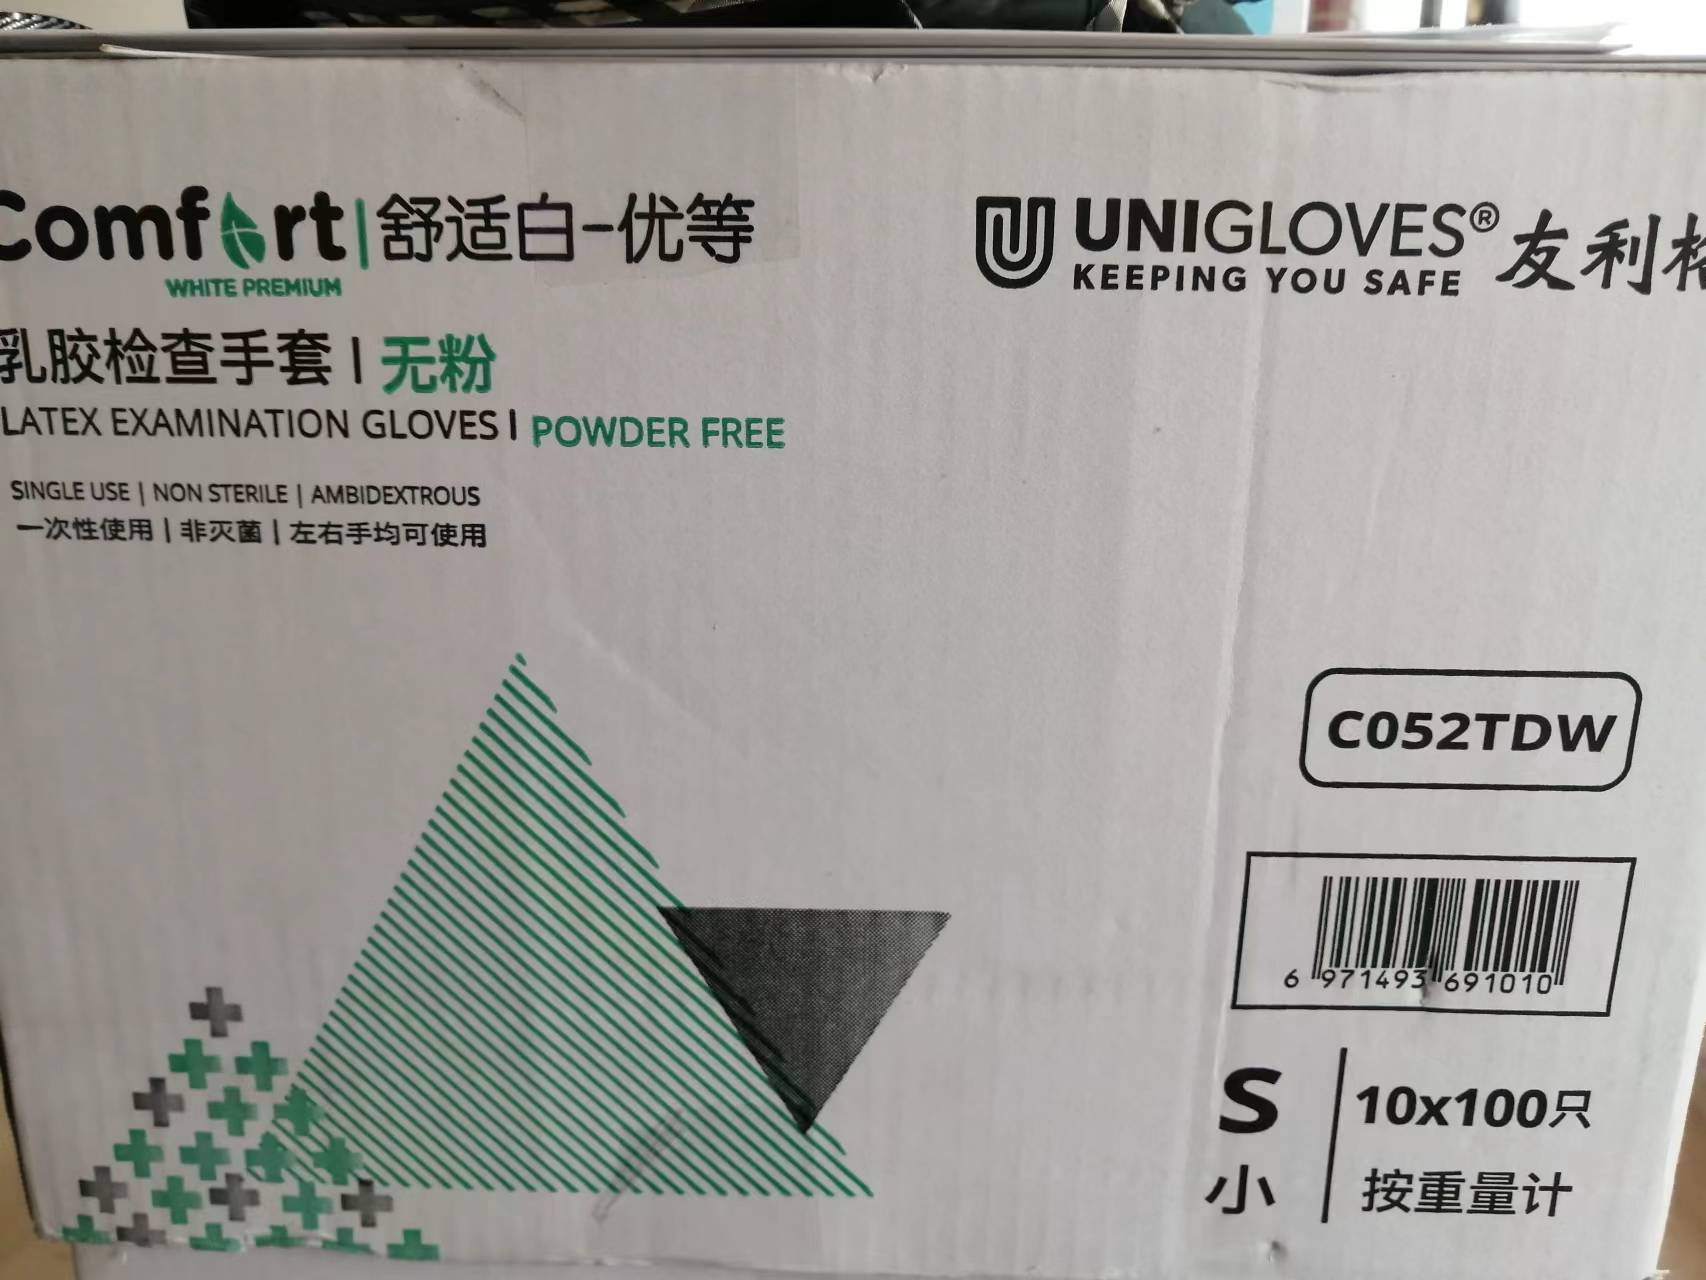 Comfort|舒适白-优等
WHITE PREMIUM
UNIGLOVES® 友利格
KEEPING YOU SAFE
乳胶检查手套 | 无粉
LATEX EXAMINATION GLOVES | POWDER FREE
SINGLE USE | NON STERILE | AMBIDEXTROUS
一次性使用 | 非灭菌 | 左右手均可使用
C052TDW
6 971493 691010
S
小
10x100只
按重量计